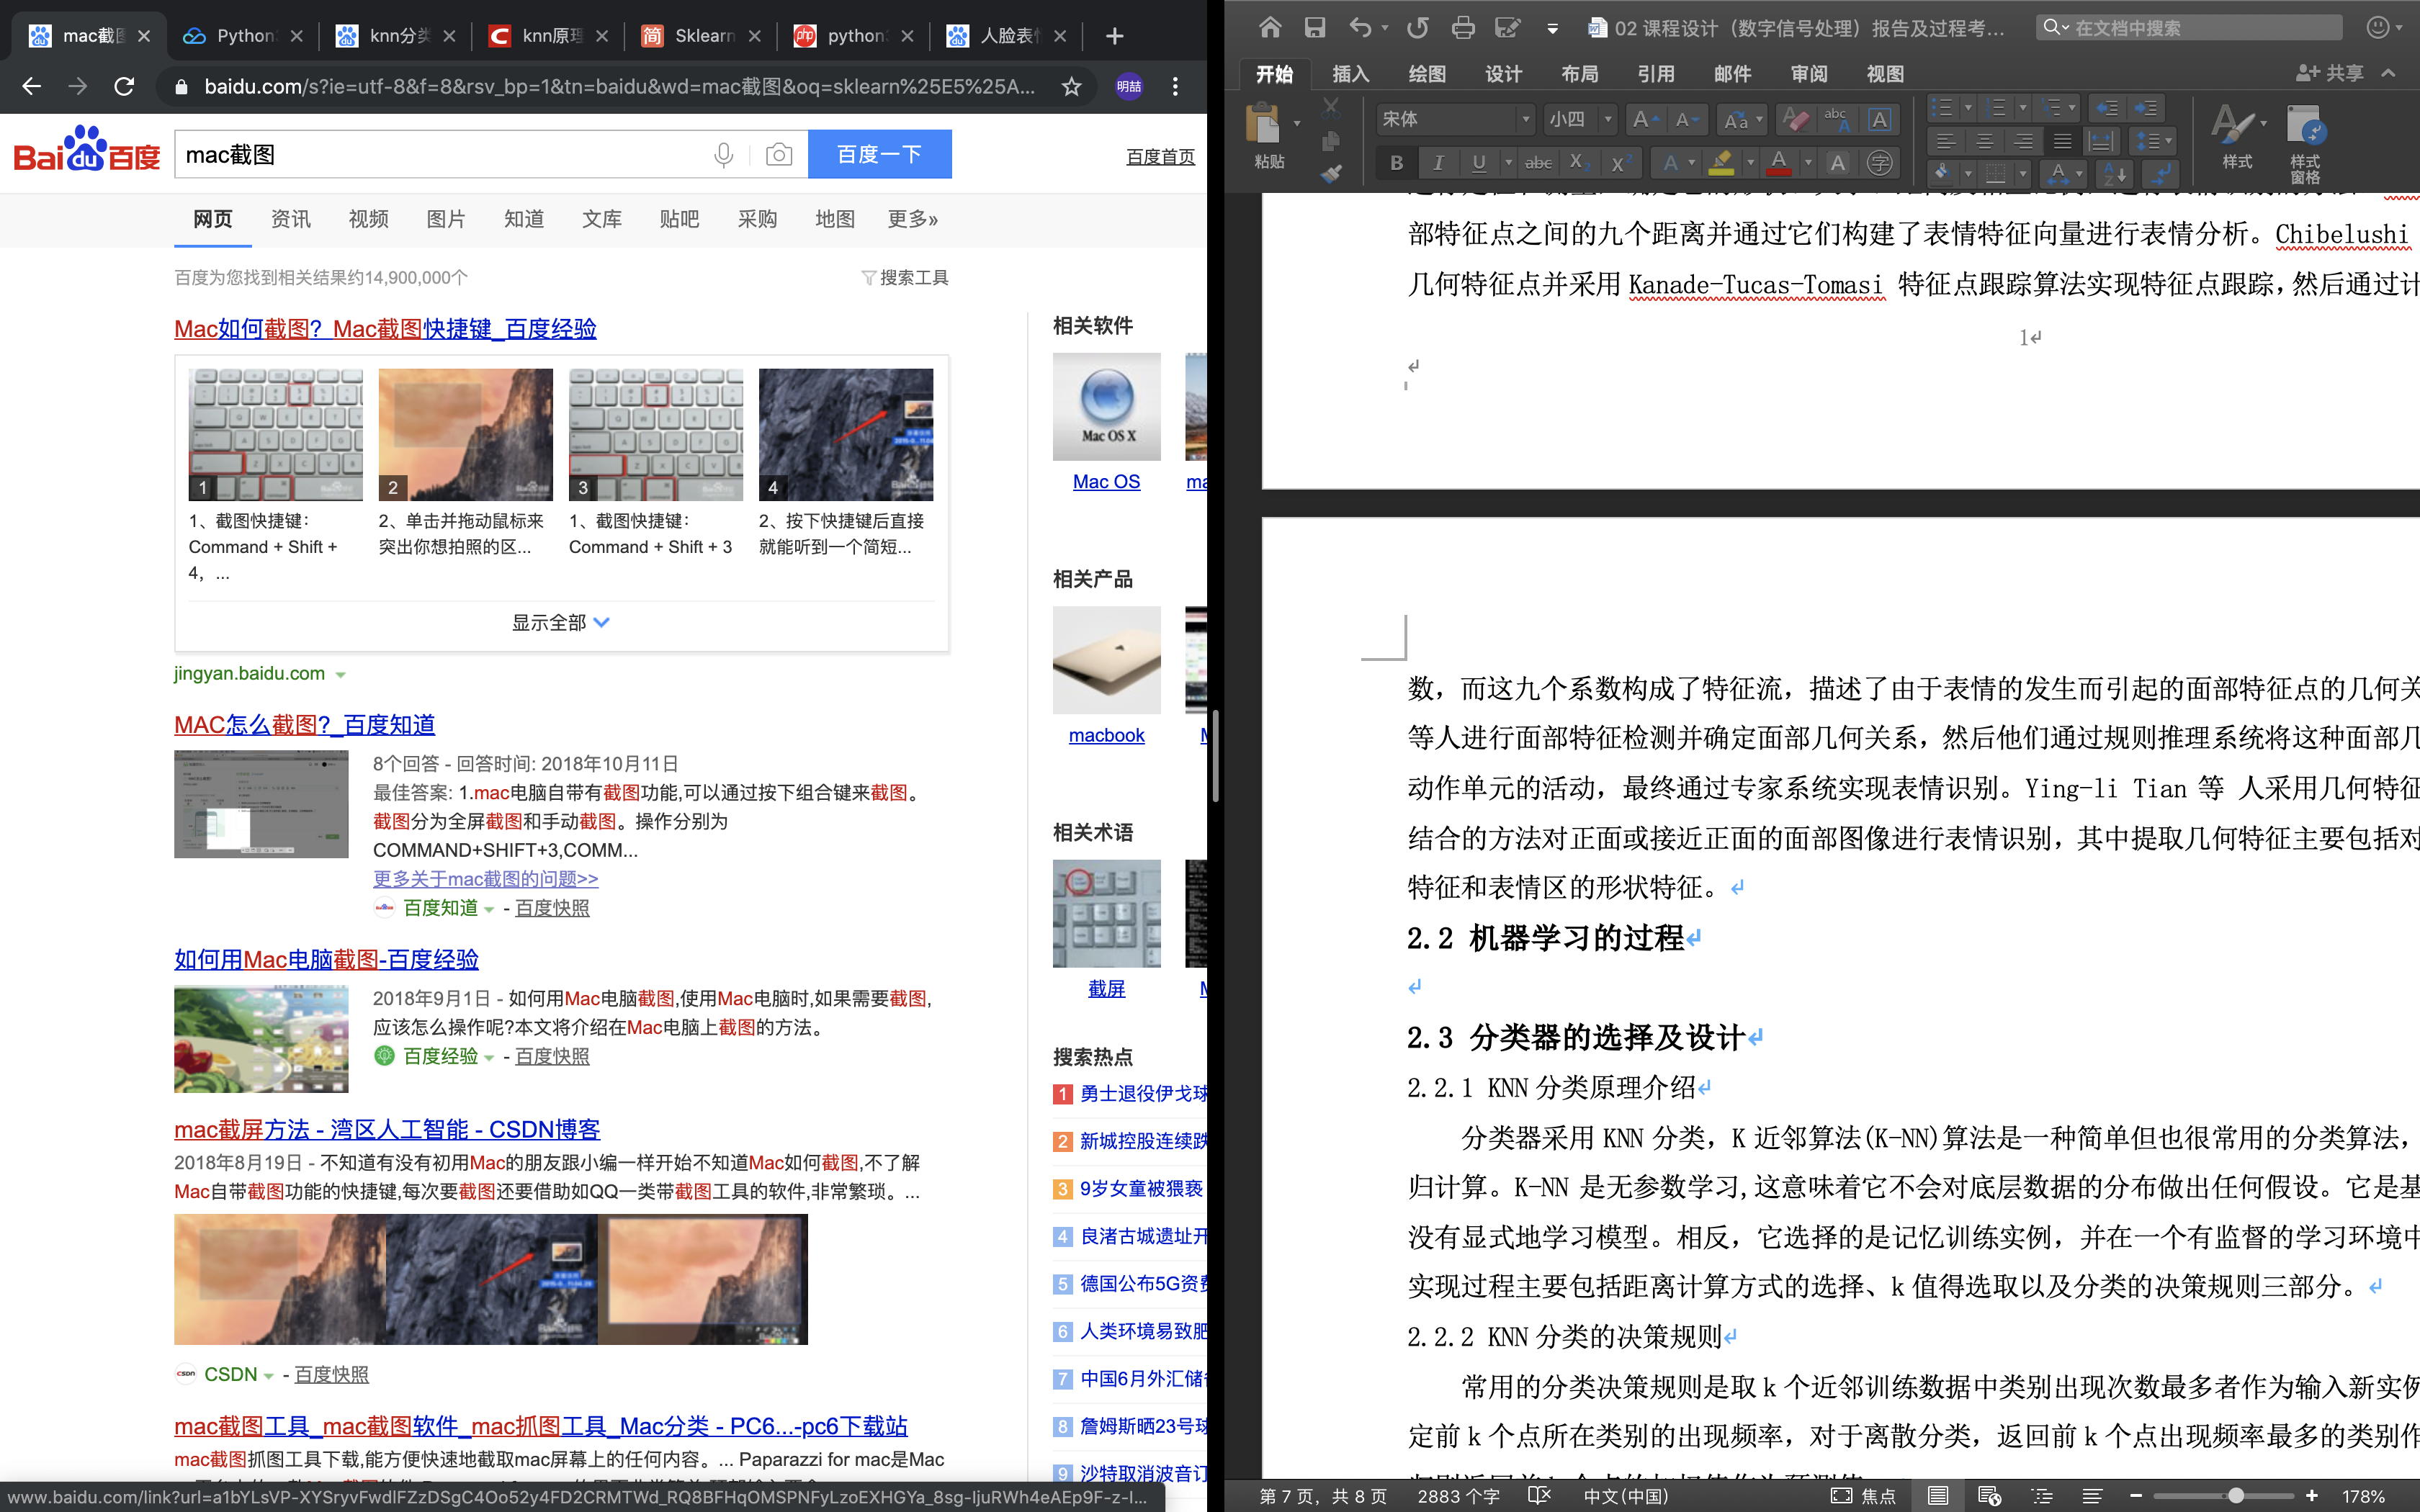 mac截图
Python
knn分类
knn原理
Sklearn
python
人脸表情
baidu.com/s?ie=utf-8&f=8&rsv_bp=1&tn=baidu&wd=mac截图&oq=sklearn%25E5%25A...
明喆
Bai du 百度
mac截图
百度一下
百度首页
网页 资讯 视频 图片 知道 文库 贴吧 采购 地图 更多»
百度为您找到相关结果约14,900,000个
搜索工具
Mac如何截图？_Mac截图快捷键_百度经验
1 2 3 4
1、截图快捷键：
Command + Shift +
4，...
2、单击并拖动鼠标来
突出你想拍照的区...
1、截图快捷键：
Command + Shift + 3
2、按下快捷键后直接
就能听到一个简短...
显示全部
jingyan.baidu.com
MAC怎么截图?_百度知道
8个回答 - 回答时间: 2018年10月11日
最佳答案: 1.mac电脑自带有截图功能,可以通过按下组合键来截图。
截图分为全屏截图和手动截图。操作分别为
COMMAND+SHIFT+3,COMM...
更多关于mac截图的问题>>
百度知道 - 百度快照
如何用Mac电脑截图-百度经验
2018年9月1日 - 如何用Mac电脑截图,使用Mac电脑时,如果需要截图,
应该怎么操作呢?本文将介绍在Mac电脑上截图的方法。
百度经验 - 百度快照
mac截屏方法 - 湾区人工智能 - CSDN博客
2018年8月19日 - 不知道有没有初用Mac的朋友跟小编一样开始不知道Mac如何截图,不了解
Mac自带截图功能的快捷键,每次要截图还要借助如QQ一类带截图工具的软件,非常繁琐。...
CSDN - 百度快照
mac截图工具_mac截图软件_mac抓图工具_Mac分类 - PC6...-pc6下载站
mac截图抓图工具下载,能方便快速地截取mac屏幕上的任何内容。... Paparazzi for mac是Mac
www.baidu.com/link?url=a1bYLsVP-XYSryvFwdlFZzDSgC4Oo52y4FD2CRMTWd_RQ8BFHqOMSPNFyLzoEXHGYa_8sg-IjuRWh4eAEp9F-z-I...
相关软件
Mac OS X
Mac OS
ma
相关产品
macbook
相关术语
截屏
搜索热点
1 勇士退役伊戈
2 新城控股连续跌
3 9岁女童被猥亵
4 良渚古城遗址开
5 德国公布5G资费
6 人类环境易致肥
7 中国6月外汇储
8 詹姆斯晒23号球
9 沙特取消波音订
02 课程设计（数字信号处理）报告及过程考...
在文档中搜索
开始 插入 绘图 设计 布局 引用 邮件 审阅 视图
共享
粘贴
宋体
小四
样式
样式
窗格
部特征点之间的九个距离并通过它们构建了表情特征向量进行表情分析。Chibelushi
几何特征点并采用 Kanade-Tucas-Tomasi 特征点跟踪算法实现特征点跟踪,然后通过计
1
数，而这九个系数构成了特征流，描述了由于表情的发生而引起的面部特征点的几何关
等人进行面部特征检测并确定面部几何关系，然后他们通过规则推理系统将这种面部几
动作单元的活动，最终通过专家系统实现表情识别。Ying-li Tian 等 人采用几何特征
结合的方法对正面或接近正面的面部图像进行表情识别，其中提取几何特征主要包括对
特征和表情区的形状特征。
2.2 机器学习的过程
2.3 分类器的选择及设计
2.2.1 KNN 分类原理介绍
分类器采用 KNN 分类，K 近邻算法(K-NN)算法是一种简单但也很常用的分类算法，
归计算。K-NN 是无参数学习,这意味着它不会对底层数据的分布做出任何假设。它是基
没有显式地学习模型。相反，它选择的是记忆训练实例，并在一个有监督的学习环境中
实现过程主要包括距离计算方式的选择、k 值得选取以及分类的决策规则三部分。
2.2.2 KNN 分类的决策规则
常用的分类决策规则是取 k 个近邻训练数据中类别出现次数最多者作为输入新实例
定前 k 个点所在类别的出现频率，对于离散分类，返回前 k 个点出现频率最多的类别作
第 7 页，共 8 页
2883 个字
中文(中国)
焦点
178%